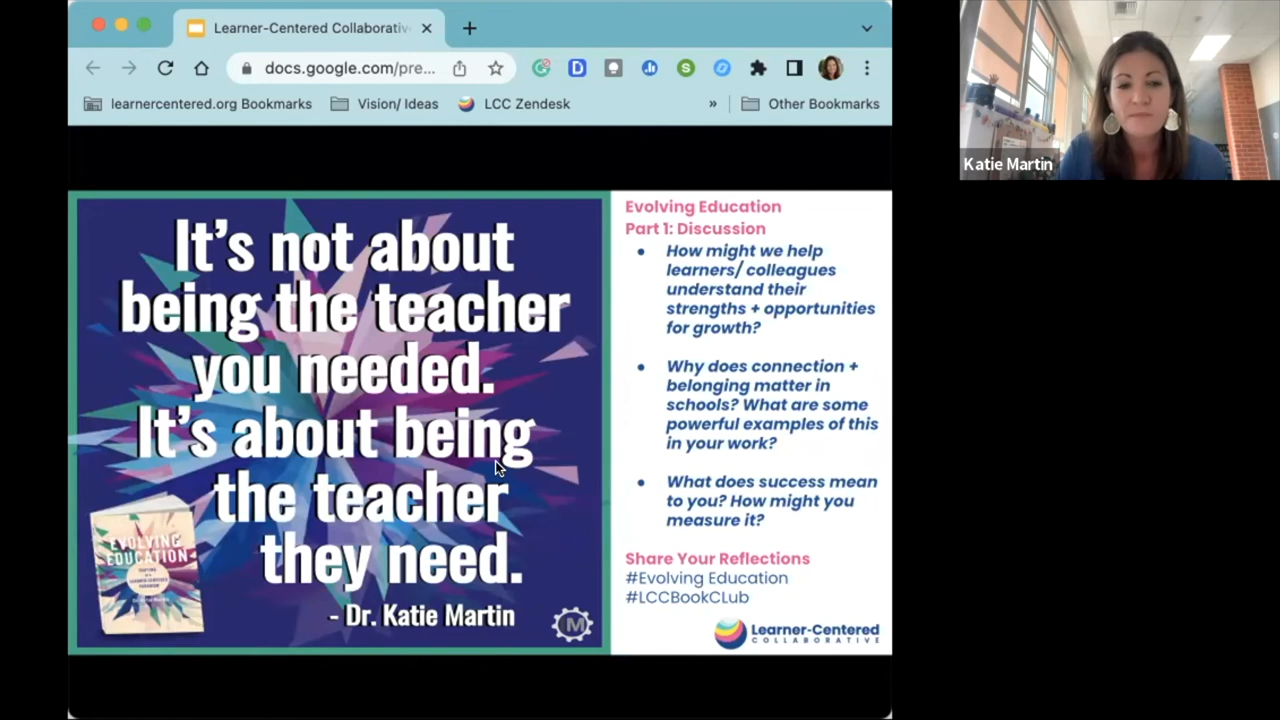 Learner-Centered Collaborativ
docs.google.com/pre...
learnercentered.org Bookmarks
Vision/ Ideas
LCC Zendesk
»
Other Bookmarks
Katie Martin
It's not about
being the teacher
you needed.
It's about being
the teacher
they need.
- Dr. Katie Martin
EVOLVING
EDUCATION
M
Evolving Education
Part 1: Discussion
• How might we help
learners/ colleagues
understand their
strengths + opportunities
for growth?
• Why does connection +
belonging matter in
schools? What are some
powerful examples of this
in your work?
• What does success mean
to you? How might you
measure it?
Share Your Reflections
#Evolving Education
#LCCBookCLub
Learner-Centered
COLLABORATIVE